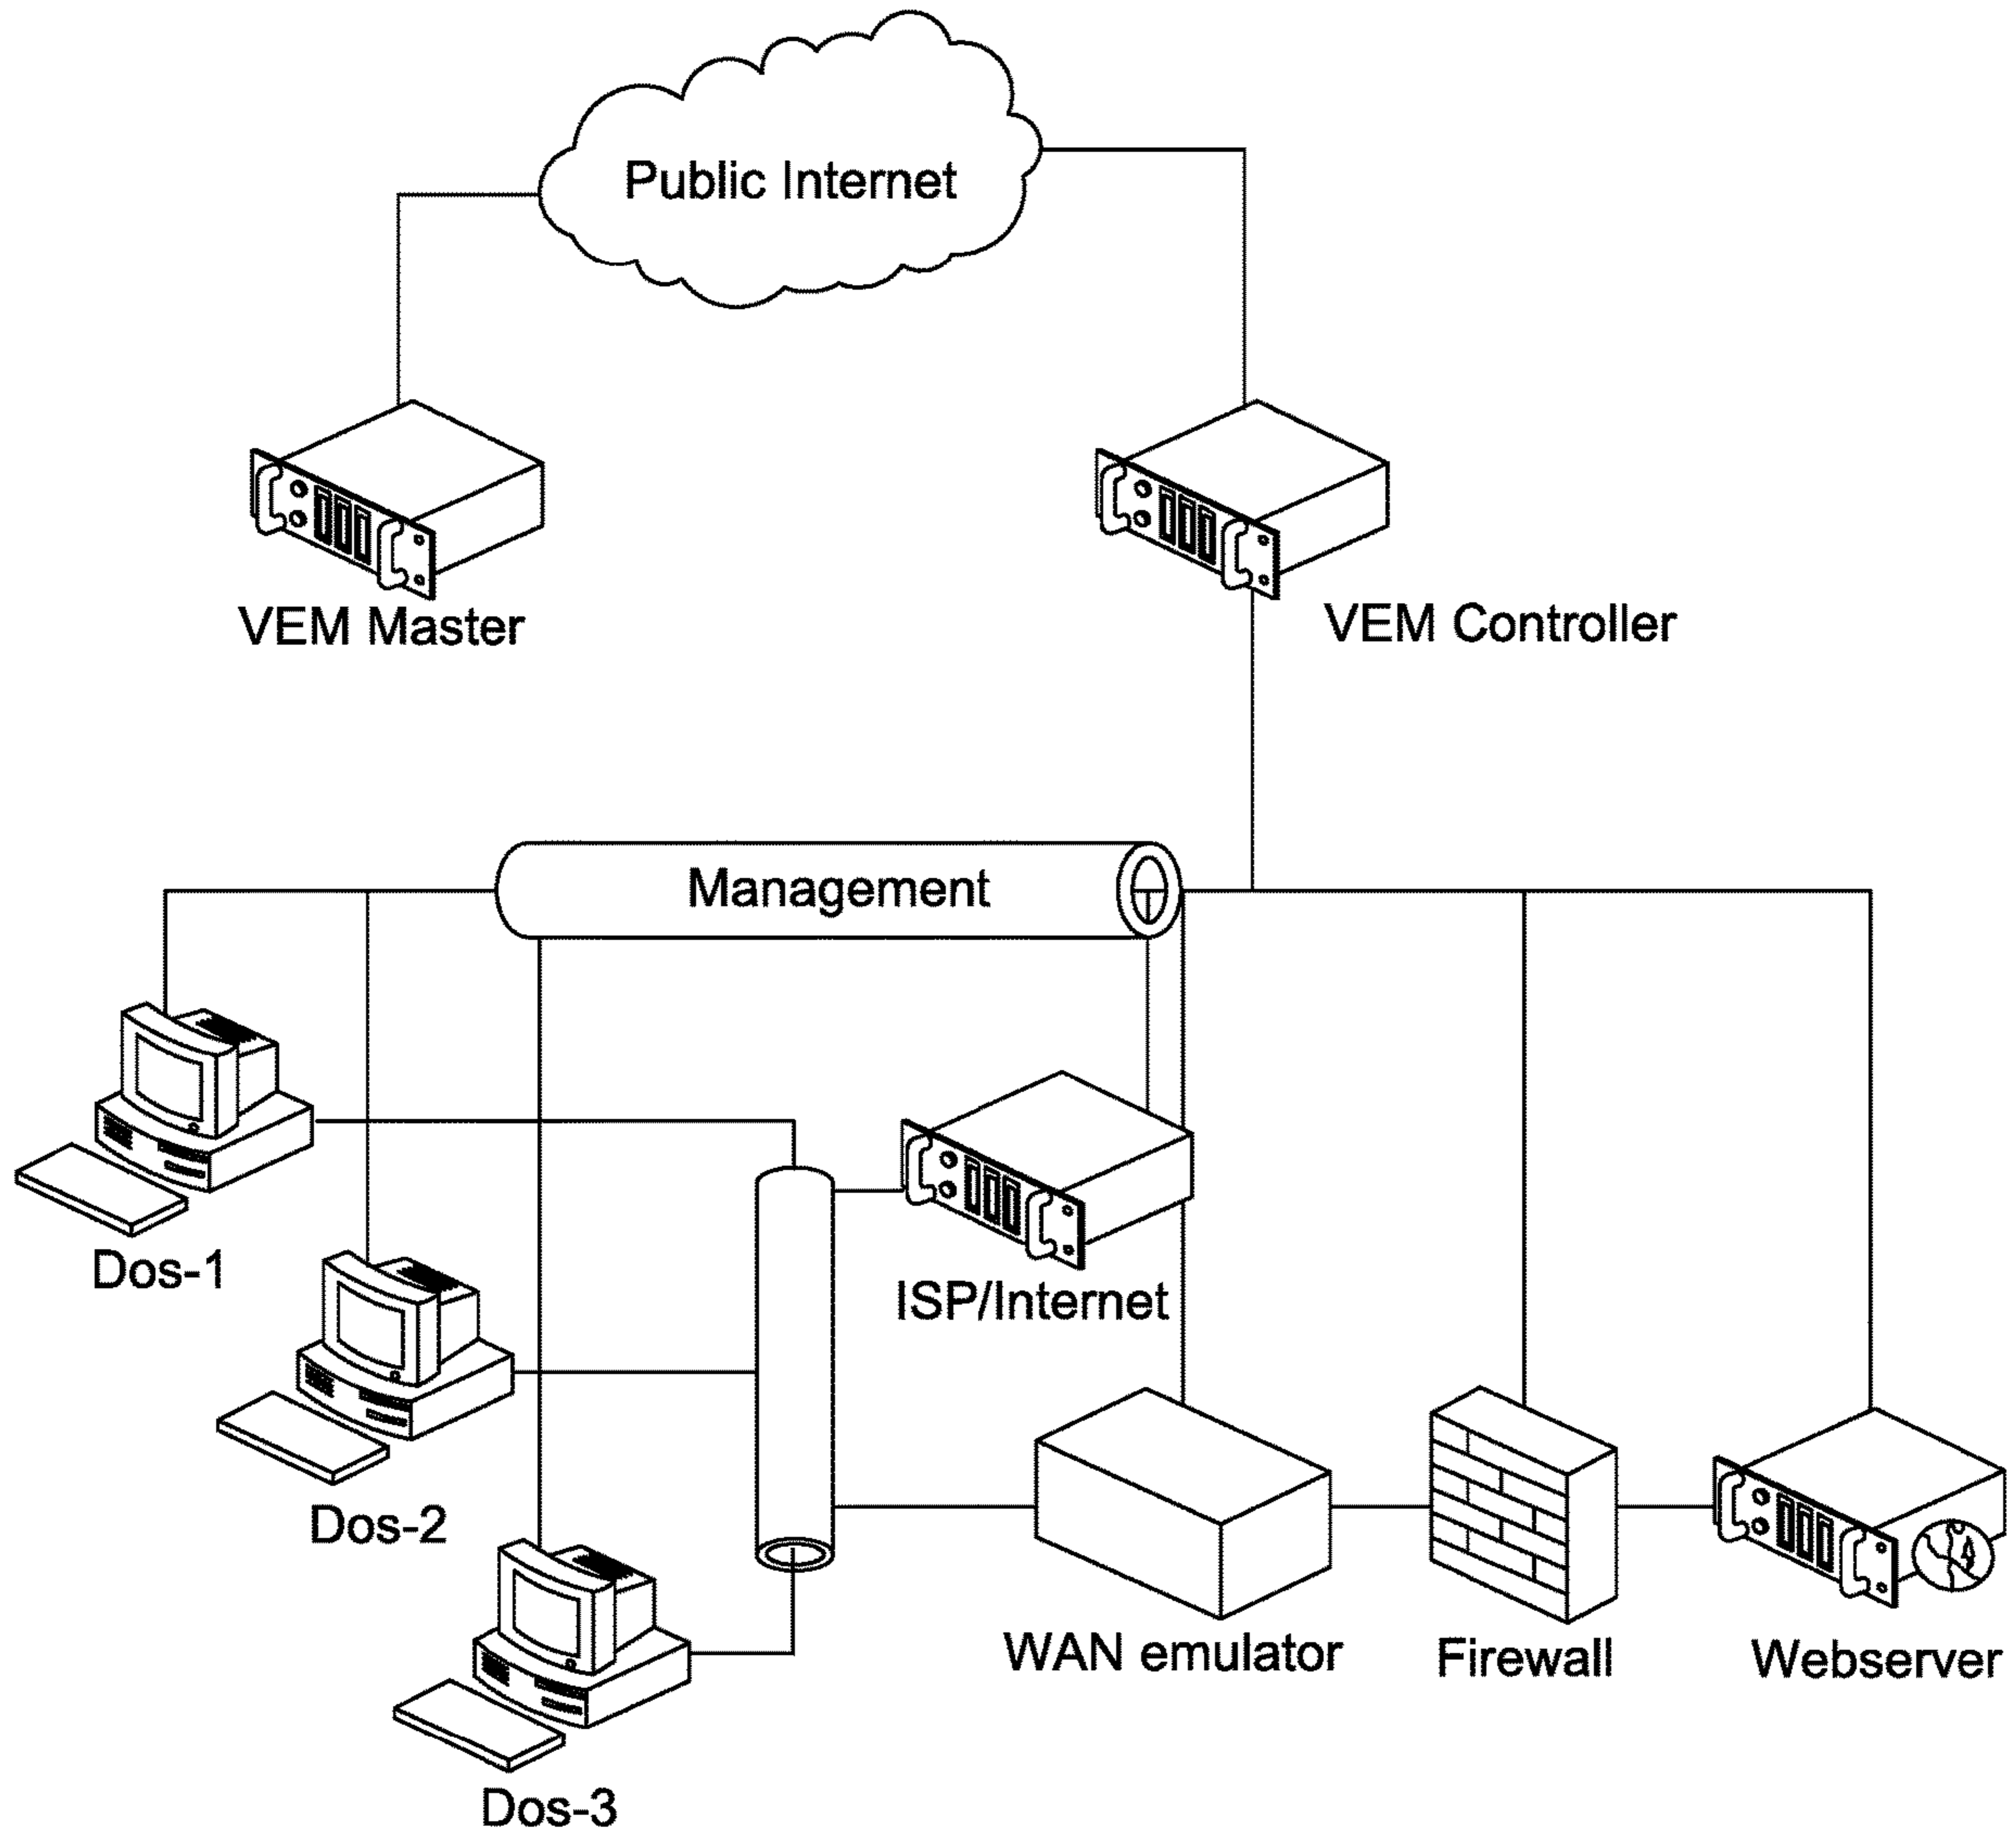 Public Internet
VEM Master
VEM Controller
Management
Dos-1
ISP/Internet
Dos-2
WAN emulator
Firewall
Webserver
Dos-3